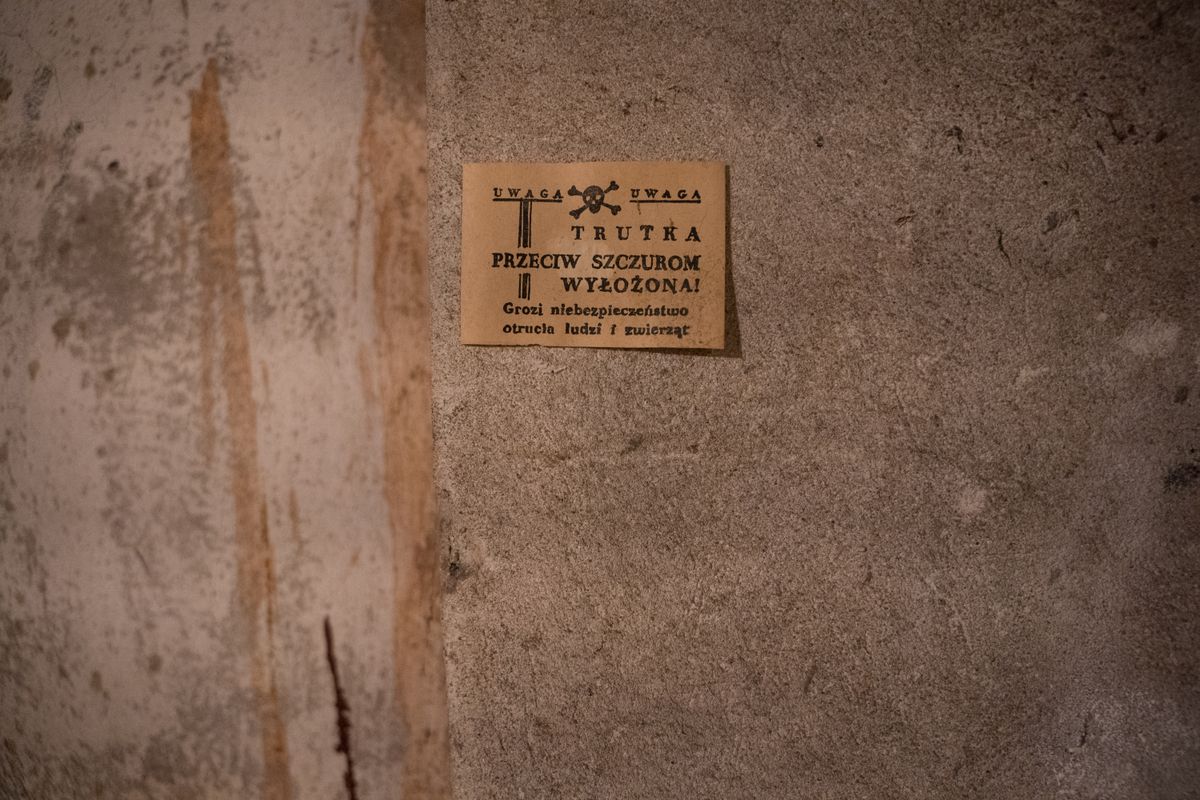 UWAGA UWAGA
TRUTKA
PRZECIW SZCZUROM
WYŁOŻONA!
Grozi niebezpieczeństwo
otrucia ludzi i zwierząt